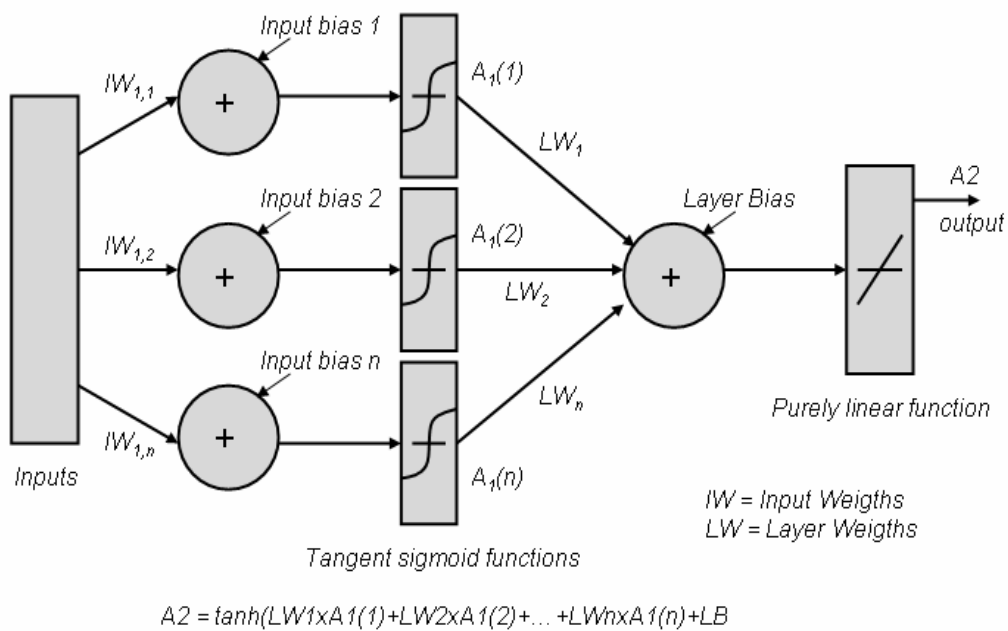 Input bias 1
IW1,1
+
A1(1)
LW1
Input bias 2
IW1,2
+
A1(2)
LW2
Layer Bias
+
A2
output
Input bias n
IW1,n
+
LWn
A1(n)
Inputs
Purely linear function
IW = Input Weigths
LW = Layer Weigths
Tangent sigmoid functions
A2 = tanh(LW1xA1(1)+LW2xA1(2)+... +LWnxA1(n)+LB